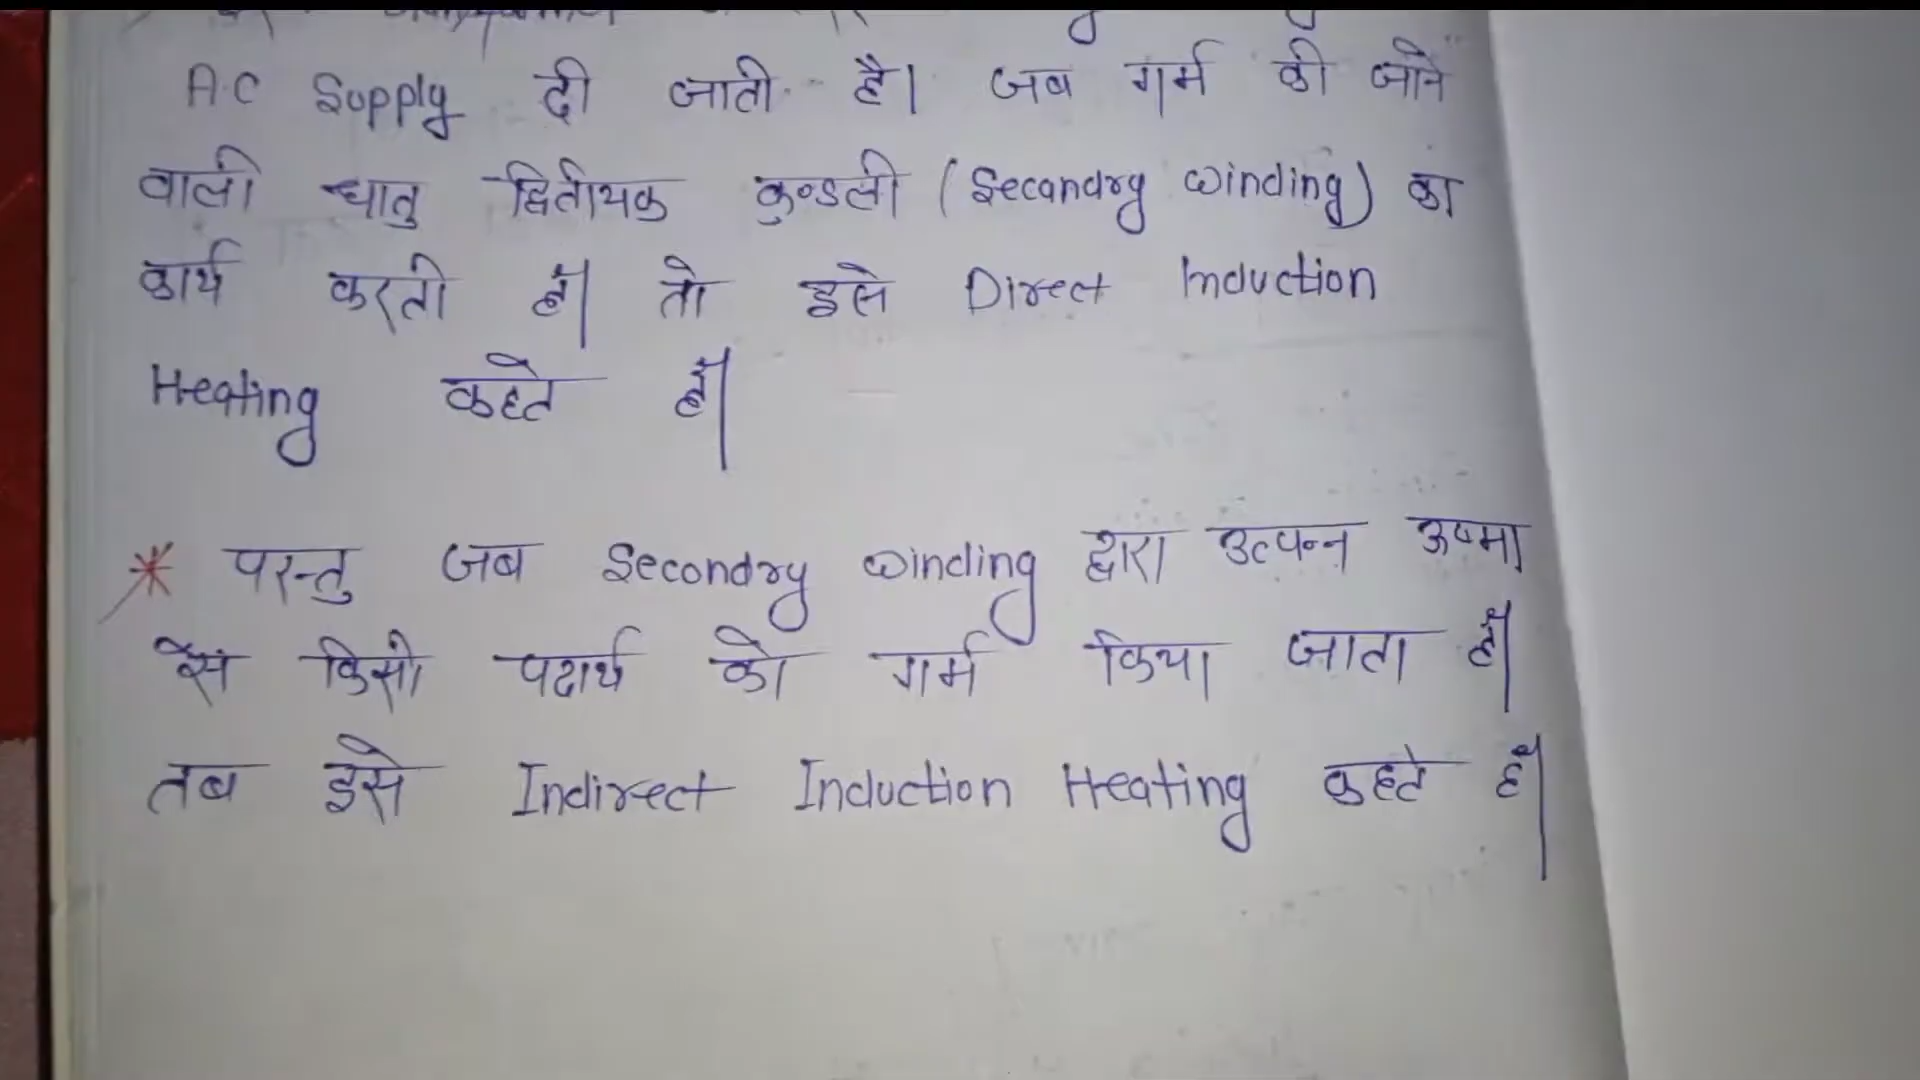 A.C Supply दी जाती है। जब गर्म की जाने
वाली धातु द्वितीयक कुण्डली (Secandry winding) का
कार्य करती है। तो इसे Direct Induction
Heating कहते है।
* परन्तु जब Secondry winding द्वारा उत्पन्न ऊष्मा
से किसी पदार्थ को गर्म किया जाता है।
तब इसे Indirect Induction Heating कहते है।